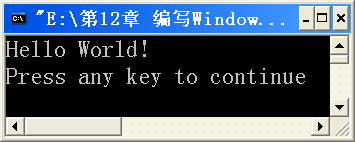 "E:\第12章 编写Window...
Hello World!
Press any key to continue